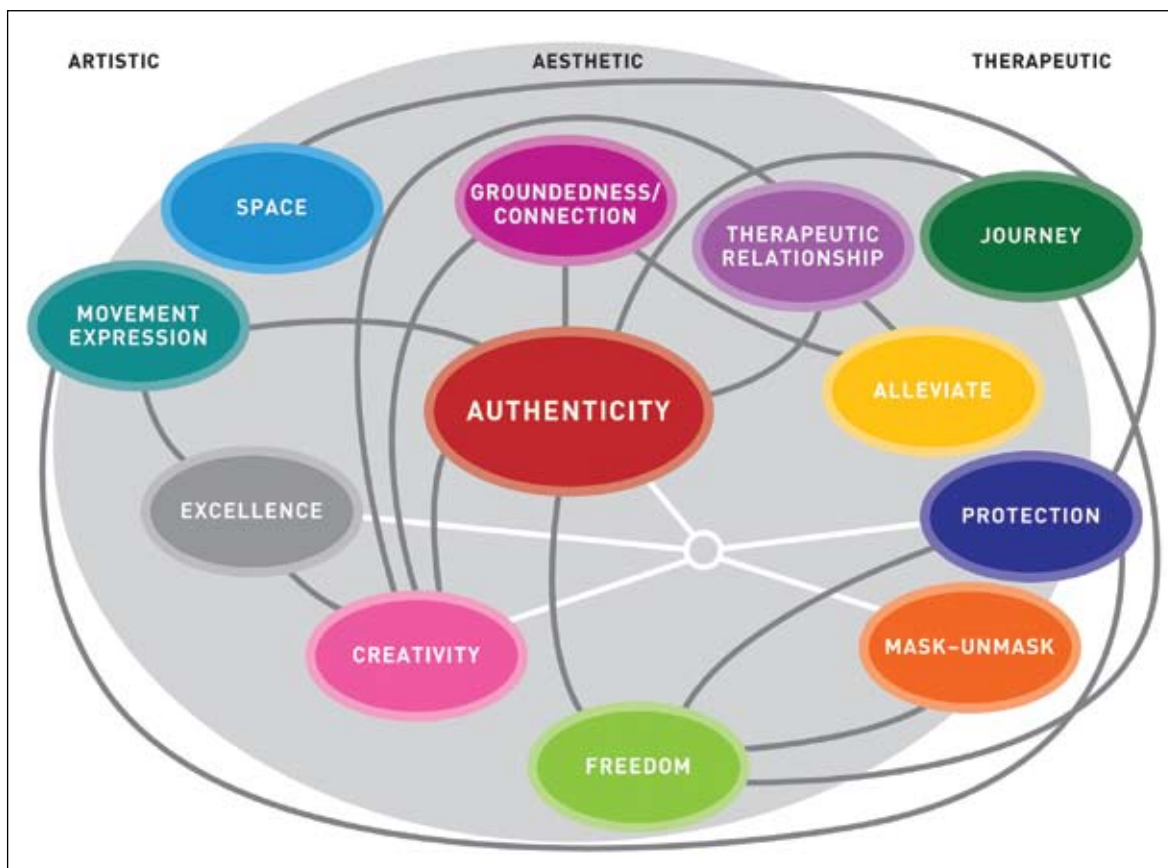 ARTISTIC
AESTHETIC
THERAPEUTIC
SPACE
GROUNDEDNESS/
CONNECTION
THERAPEUTIC
RELATIONSHIP
JOURNEY
MOVEMENT
EXPRESSION
AUTHENTICITY
ALLEVIATE
EXCELLENCE
PROTECTION
CREATIVITY
MASK–UNMASK
FREEDOM